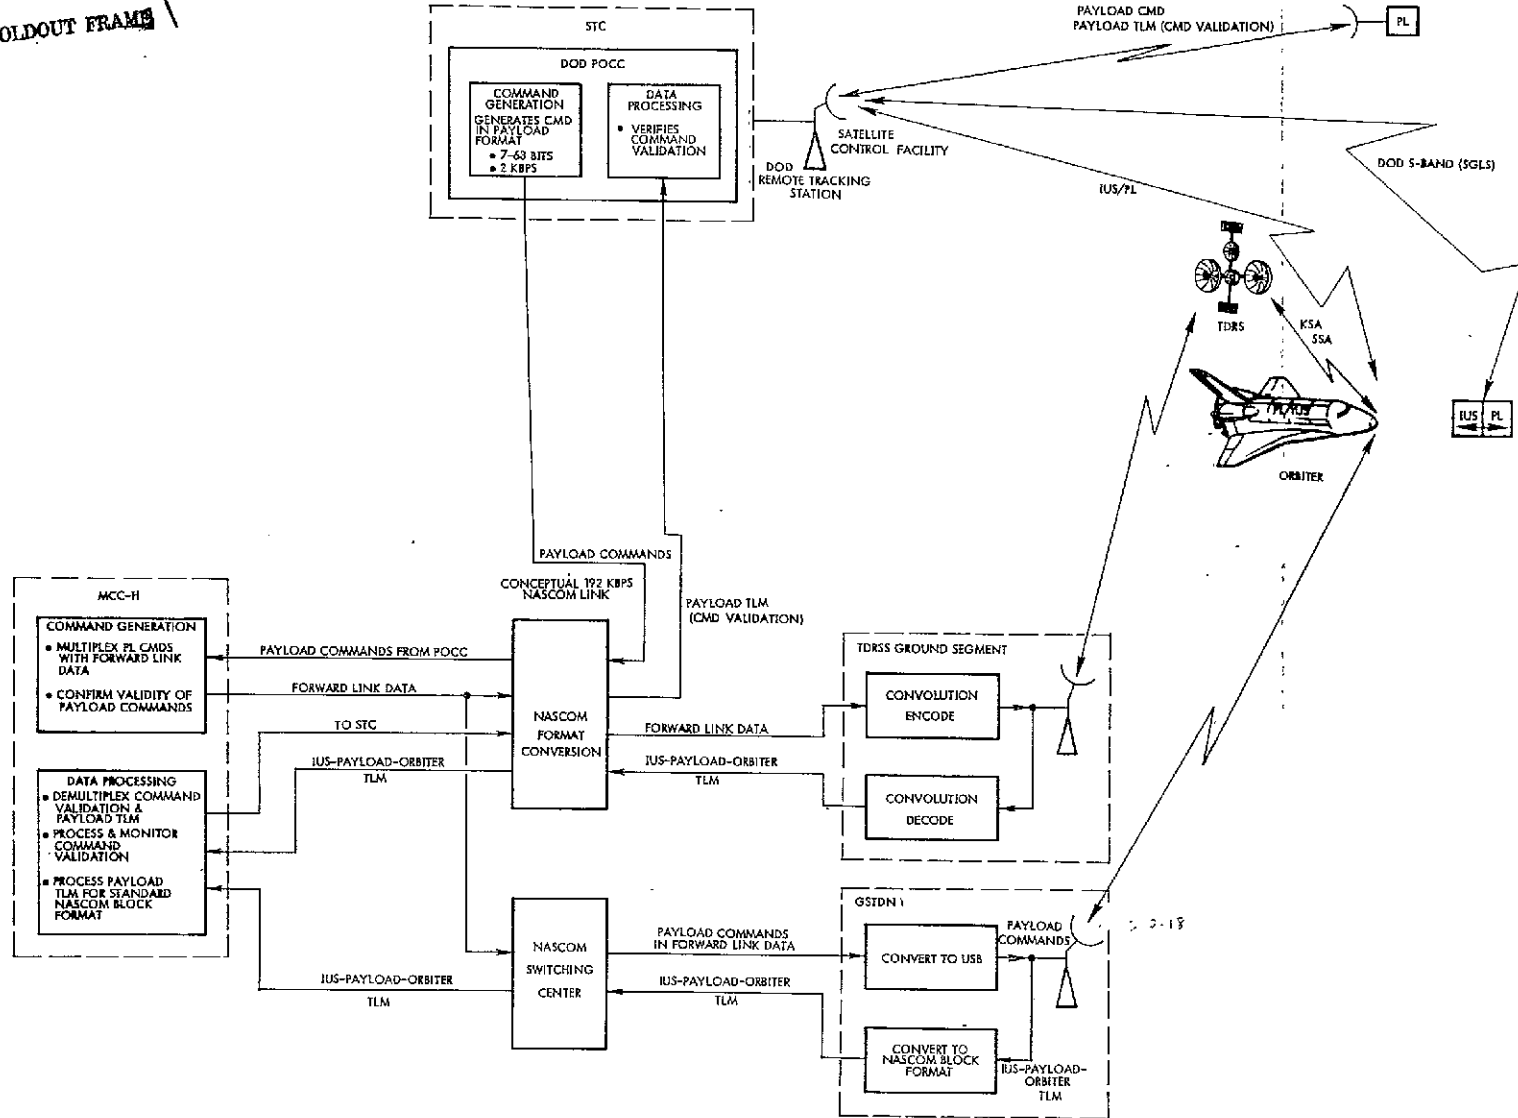 OLDOUT FRAME \
STC
DOD POCC
COMMAND
GENERATION
GENERATES CMD
IN PAYLOAD
FORMAT
• 7-63 BITS
• 2 KBPS
DATA
PROCESSING
• VERIFIES
COMMAND
VALIDATION
PAYLOAD CMD
PAYLOAD TLM (CMD VALIDATION)
PL
SATELLITE
CONTROL FACILITY
DOD
REMOTE TRACKING
STATION
DOD S-BAND (SGLS)
IUS/PL
TDRS
KSA
SSA
PL/IUS
ORBITER
IUS
PL
PAYLOAD COMMANDS
CONCEPTUAL 192 KBPS
NASCOM LINK
PAYLOAD TLM
(CMD VALIDATION)
MCC-H
COMMAND GENERATION
• MULTIPLEX PL CMDS
WITH FORWARD LINK
DATA
• CONFIRM VALIDITY OF
PAYLOAD COMMANDS
PAYLOAD COMMANDS FROM POCC
FORWARD LINK DATA
TO STC
IUS-PAYLOAD-ORBITER
TLM
DATA PROCESSING
• DEMULTIPLEX COMMAND
VALIDATION &
PAYLOAD TLM
• PROCESS & MONITOR
COMMAND
VALIDATION
• PROCESS PAYLOAD
TLM FOR STANDARD
NASCOM BLOCK
FORMAT
NASCOM
FORMAT
CONVERSION
FORWARD LINK DATA
IUS-PAYLOAD-ORBITER
TLM
TDRSS GROUND SEGMENT
CONVOLUTION
ENCODE
CONVOLUTION
DECODE
IUS-PAYLOAD-ORBITER
TLM
NASCOM
SWITCHING
CENTER
PAYLOAD COMMANDS
IN FORWARD LINK DATA
IUS-PAYLOAD-ORBITER
TLM
GSTDN
CONVERT TO USB
PAYLOAD
COMMANDS
CONVERT TO
NASCOM BLOCK
FORMAT
IUS-PAYLOAD-
ORBITER
TLM